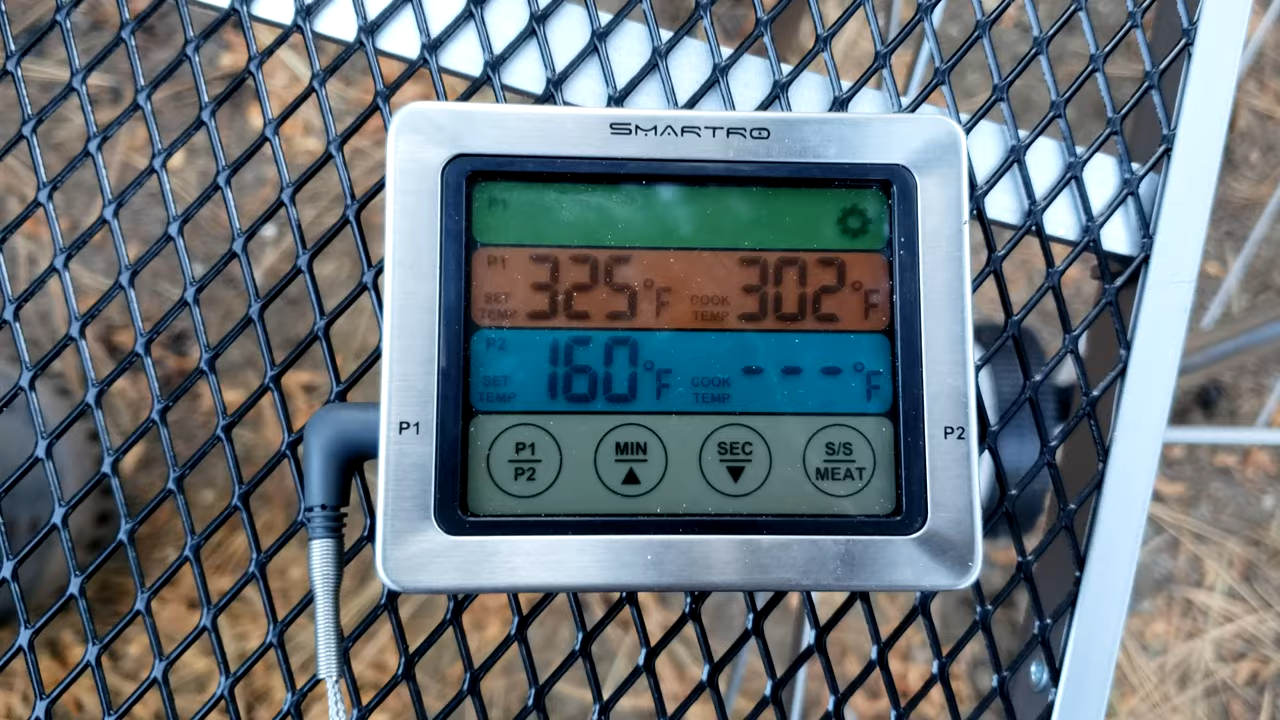 SMARTRO
P1
P1 SET TEMP 325°F COOK TEMP 302°F
P2 SET TEMP 160°F COOK TEMP ---°F
P1 P2
P1 MIN SEC S/S
P2 MEAT